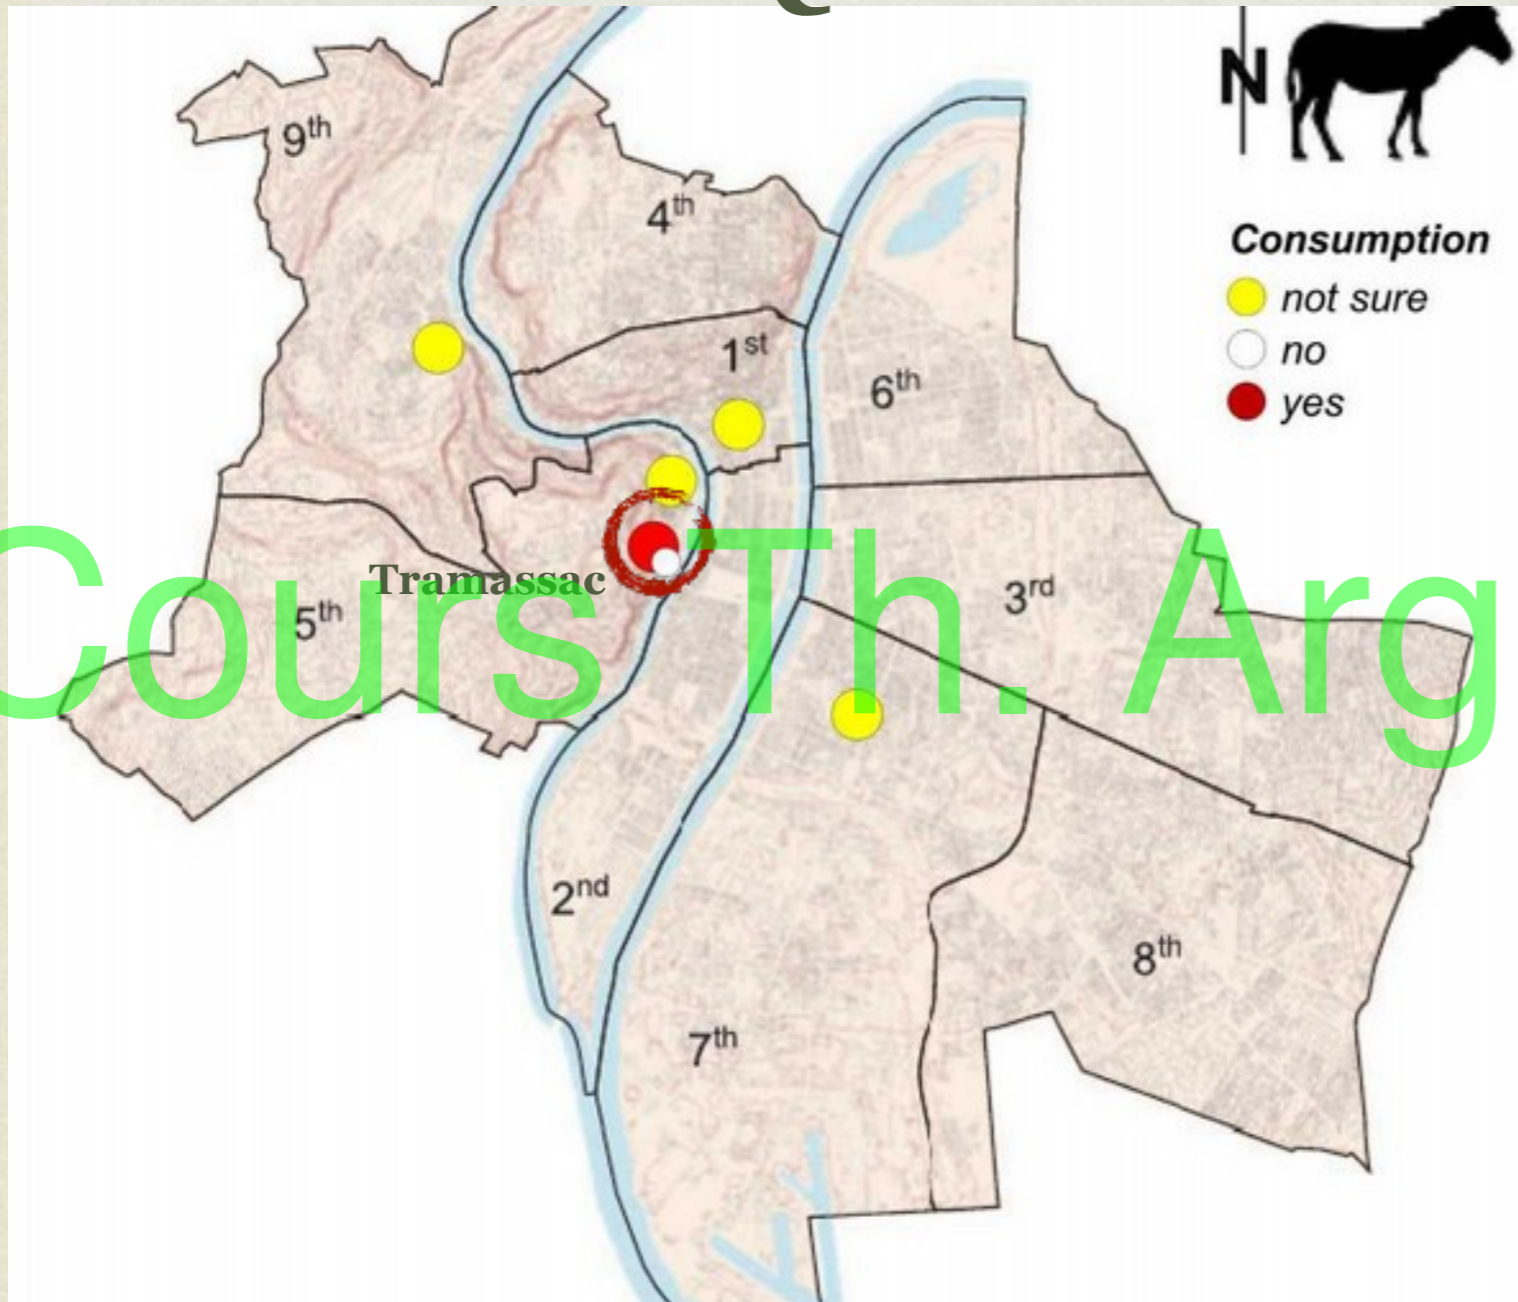 N
9th
4th
Consumption
not sure
1st
no
6th
yes
Tramassac
3rd
5th
Cours Th. Arg
2nd
8th
7th